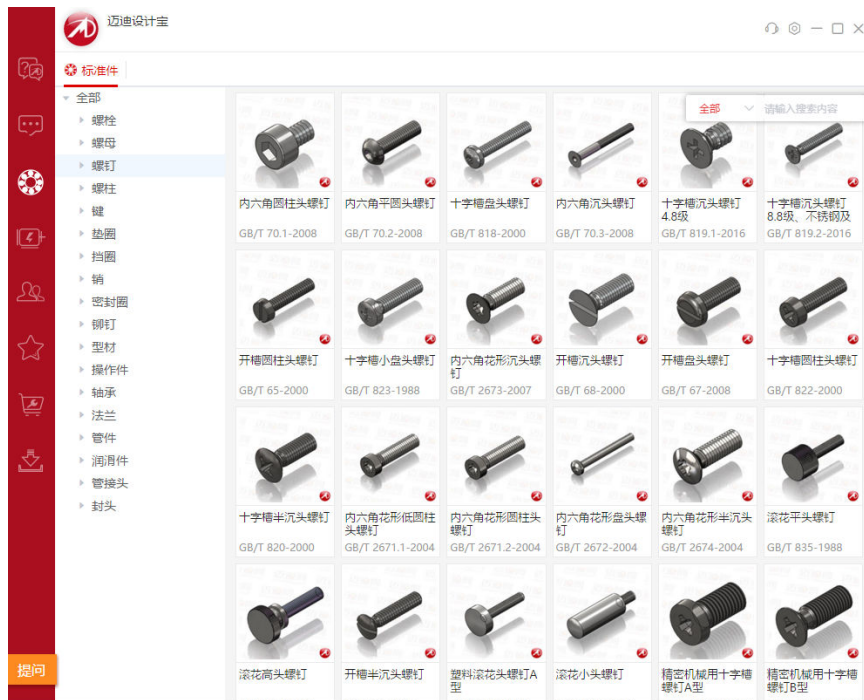 迈迪设计宝
标准件
全部
螺栓
螺母
螺钉
螺柱
键
垫圈
挡圈
销
密封圈
铆钉
型材
操作件
轴承
法兰
管件
润滑件
管接头
封头
提问
全部 请输入搜索内容
内六角圆柱头螺钉
GB/T 70.1-2008
内六角平圆头螺钉
GB/T 70.2-2008
十字槽盘头螺钉
GB/T 818-2000
内六角沉头螺钉
GB/T 70.3-2008
十字槽沉头螺钉
4.8级
GB/T 819.1-2016
十字槽沉头螺钉
8.8级、不锈钢及
GB/T 819.2-2016
开槽圆柱头螺钉
GB/T 65-2000
十字槽小盘头螺钉
GB/T 823-1988
内六角花形沉头螺
钉
GB/T 2673-2007
开槽沉头螺钉
GB/T 68-2000
开槽盘头螺钉
GB/T 67-2008
十字槽圆柱头螺钉
GB/T 822-2000
十字槽半沉头螺钉
GB/T 820-2000
内六角花形低圆柱
头螺钉
GB/T 2671.1-2004
内六角花形圆柱头
螺钉
GB/T 2671.2-2004
内六角花形盘头螺
钉
GB/T 2672-2004
内六角花形半沉头
螺钉
GB/T 2674-2004
滚花平头螺钉
GB/T 835-1988
滚花高头螺钉
开槽半沉头螺钉
塑料滚花头螺钉A
型
滚花小头螺钉
精密机械用十字槽
螺钉A型
精密机械用十字槽
螺钉B型